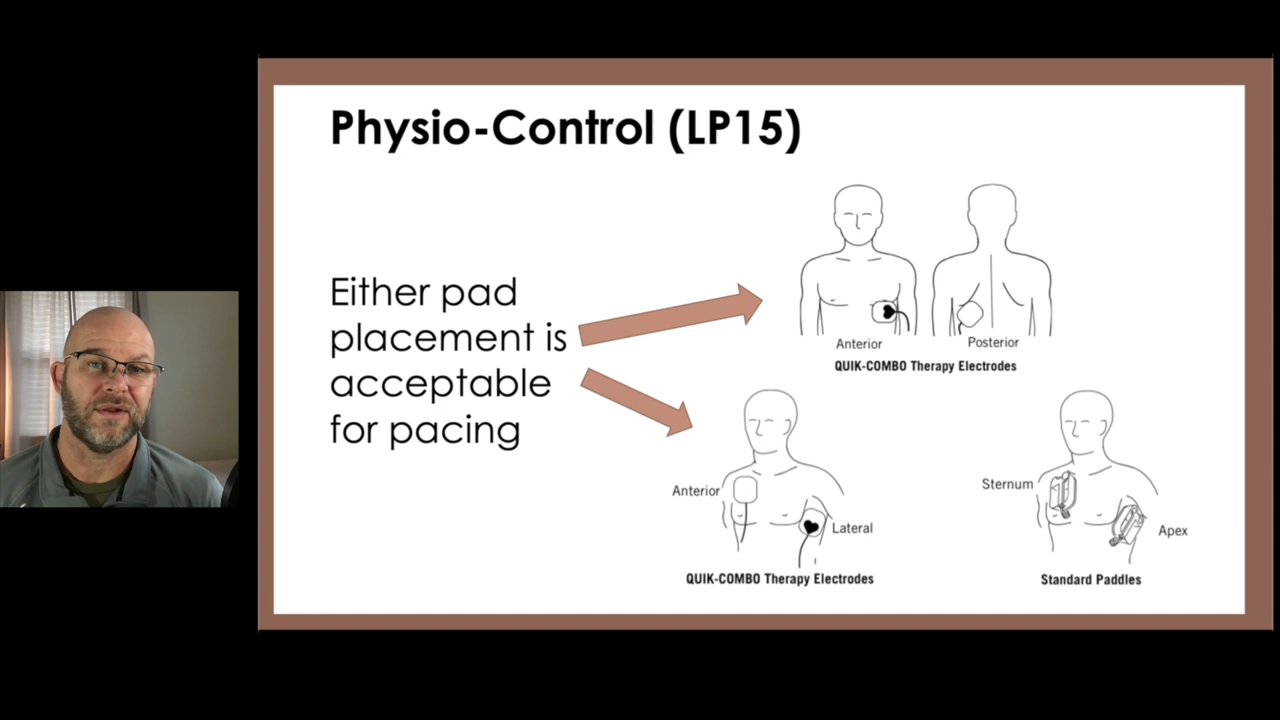 Physio-Control (LP15)
Either pad
placement is
acceptable
for pacing
Anterior
Posterior
QUIK-COMBO Therapy Electrodes
Anterior
Lateral
QUIK-COMBO Therapy Electrodes
Sternum
Apex
Standard Paddles